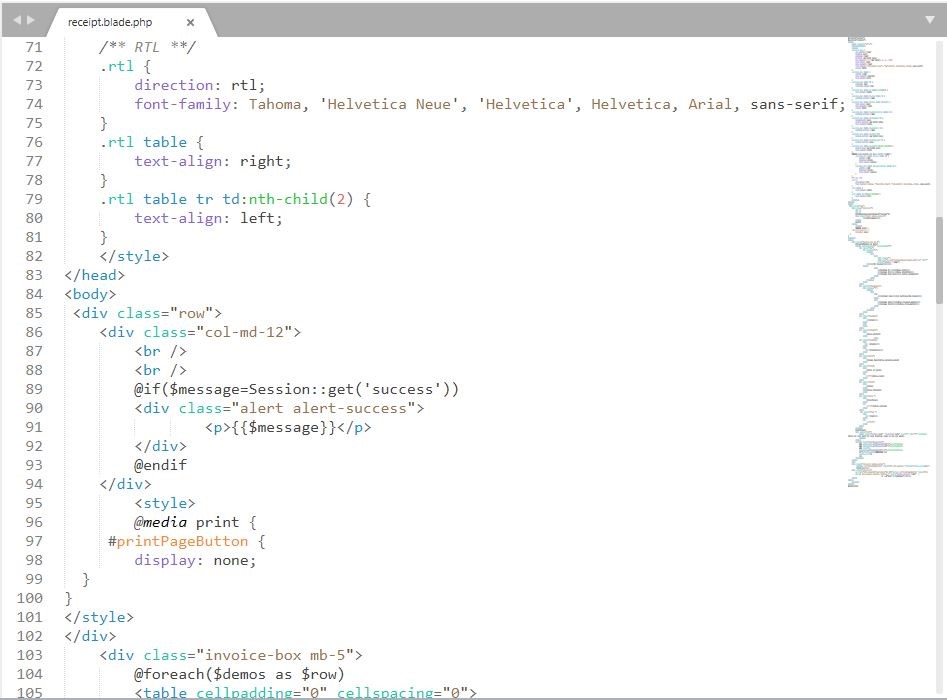 receipt.blade.php
71 /** RTL **/
72 .rtl {
73 direction: rtl;
74 font-family: Tahoma, 'Helvetica Neue', 'Helvetica', Helvetica, Arial, sans-serif;
75 }
76 .rtl table {
77 text-align: right;
78 }
79 .rtl table tr td:nth-child(2) {
80 text-align: left;
81 }
82 </style>
83 </head>
84 <body>
85 <div class="row">
86 <div class="col-md-12">
87 <br />
88 <br />
89 @if($message=Session::get('success'))
90 <div class="alert alert-success">
91 <p>{{$message}}</p>
92 </div>
93 @endif
94 </div>
95 <style>
96 @media print {
97 #printPageButton {
98 display: none;
99 }
100 }
101 </style>
102 </div>
103 <div class="invoice-box mb-5">
104 @foreach($demos as $row)
105 <table cellpadding="0" cellspacing="0">